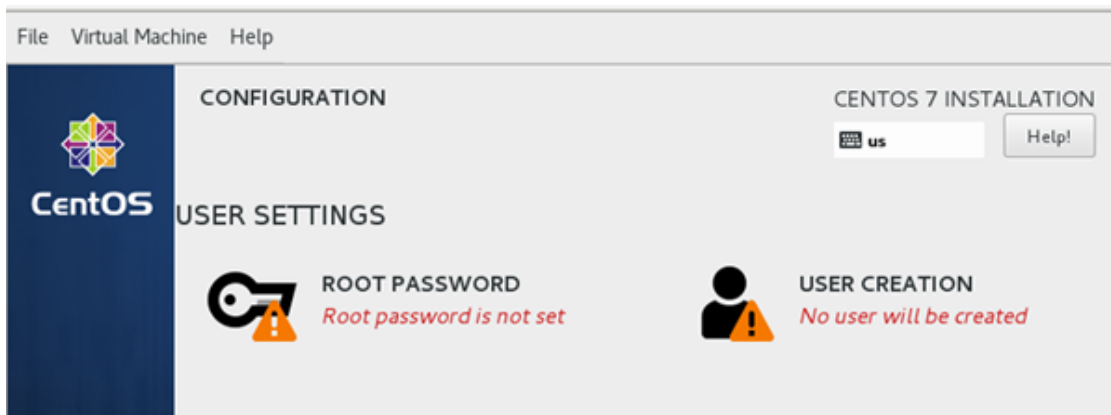 File Virtual Machine Help
CONFIGURATION
CENTOS 7 INSTALLATION
us
Help!
CentOS
USER SETTINGS
ROOT PASSWORD
Root password is not set
USER CREATION
No user will be created